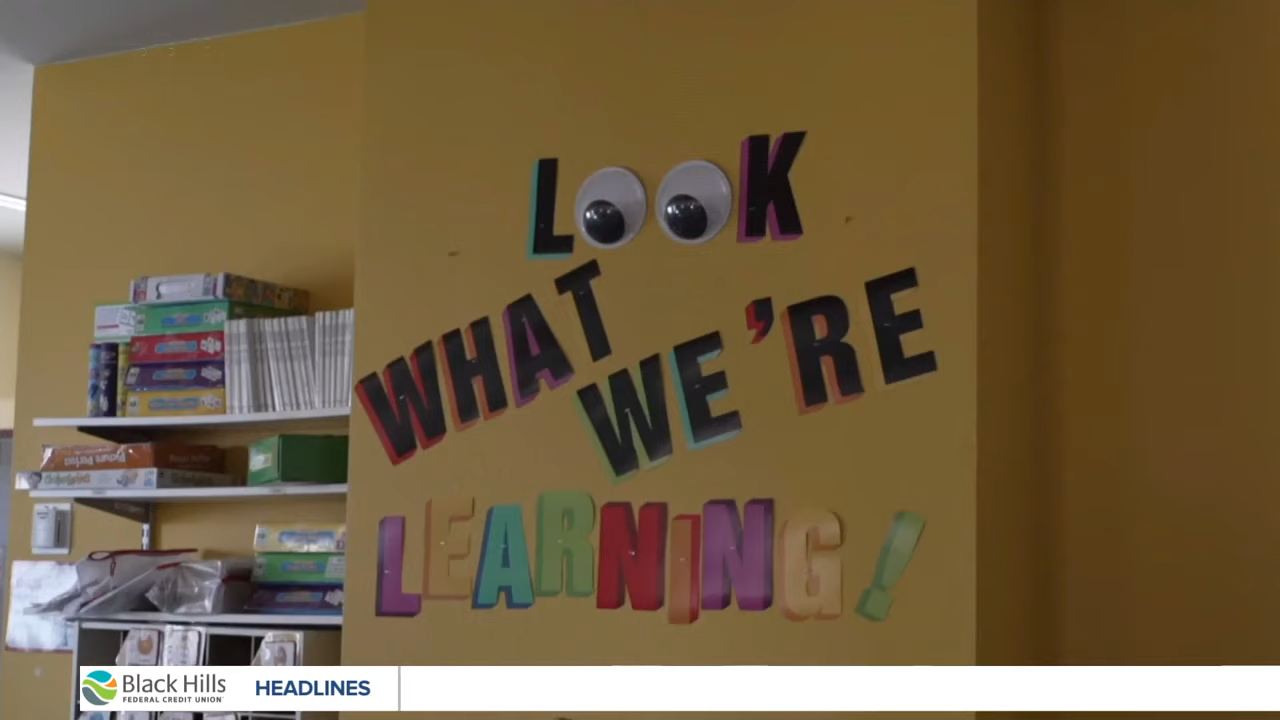 LOOK
WHAT
WE'RE
LEARNING!
Black Hills
FEDERAL CREDIT UNION
HEADLINES